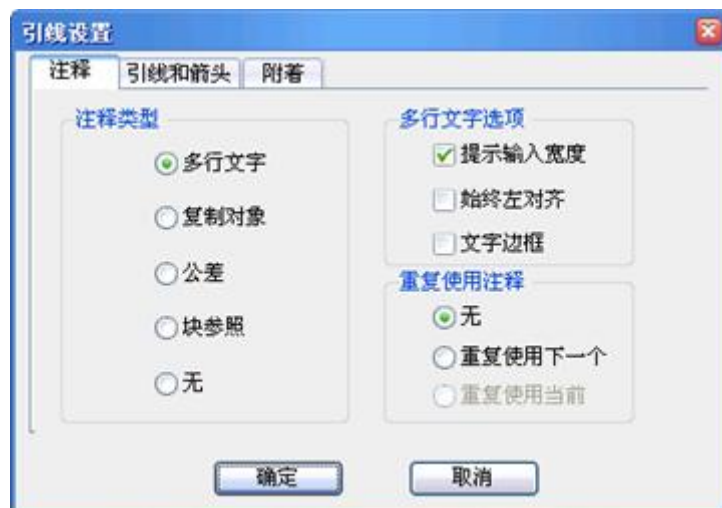 引线设置
注释 引线和箭头 附着
注释类型
多行文字
复制对象
公差
块参照
无
多行文字选项
提示输入宽度
始终左对齐
文字边框
重复使用注释
无
重复使用下一个
重复使用当前
确定 取消